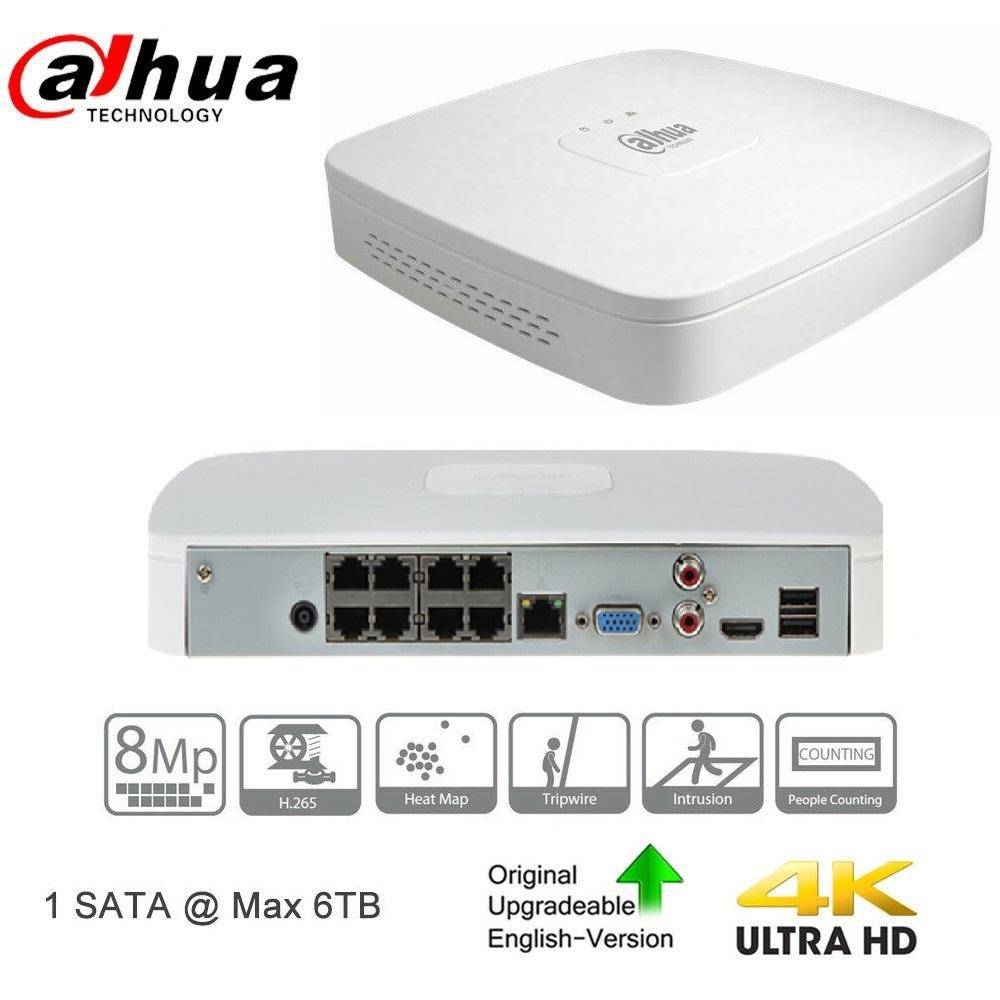 alhua
TECHNOLOGY
alhua
TECHNOLOGY
8Mp
H.265
Heat Map
Tripwire
Intrusion
COUNTING
People Counting
1 SATA @ Max 6TB
Original
Upgradeable
English-Version
4K
ULTRA HD